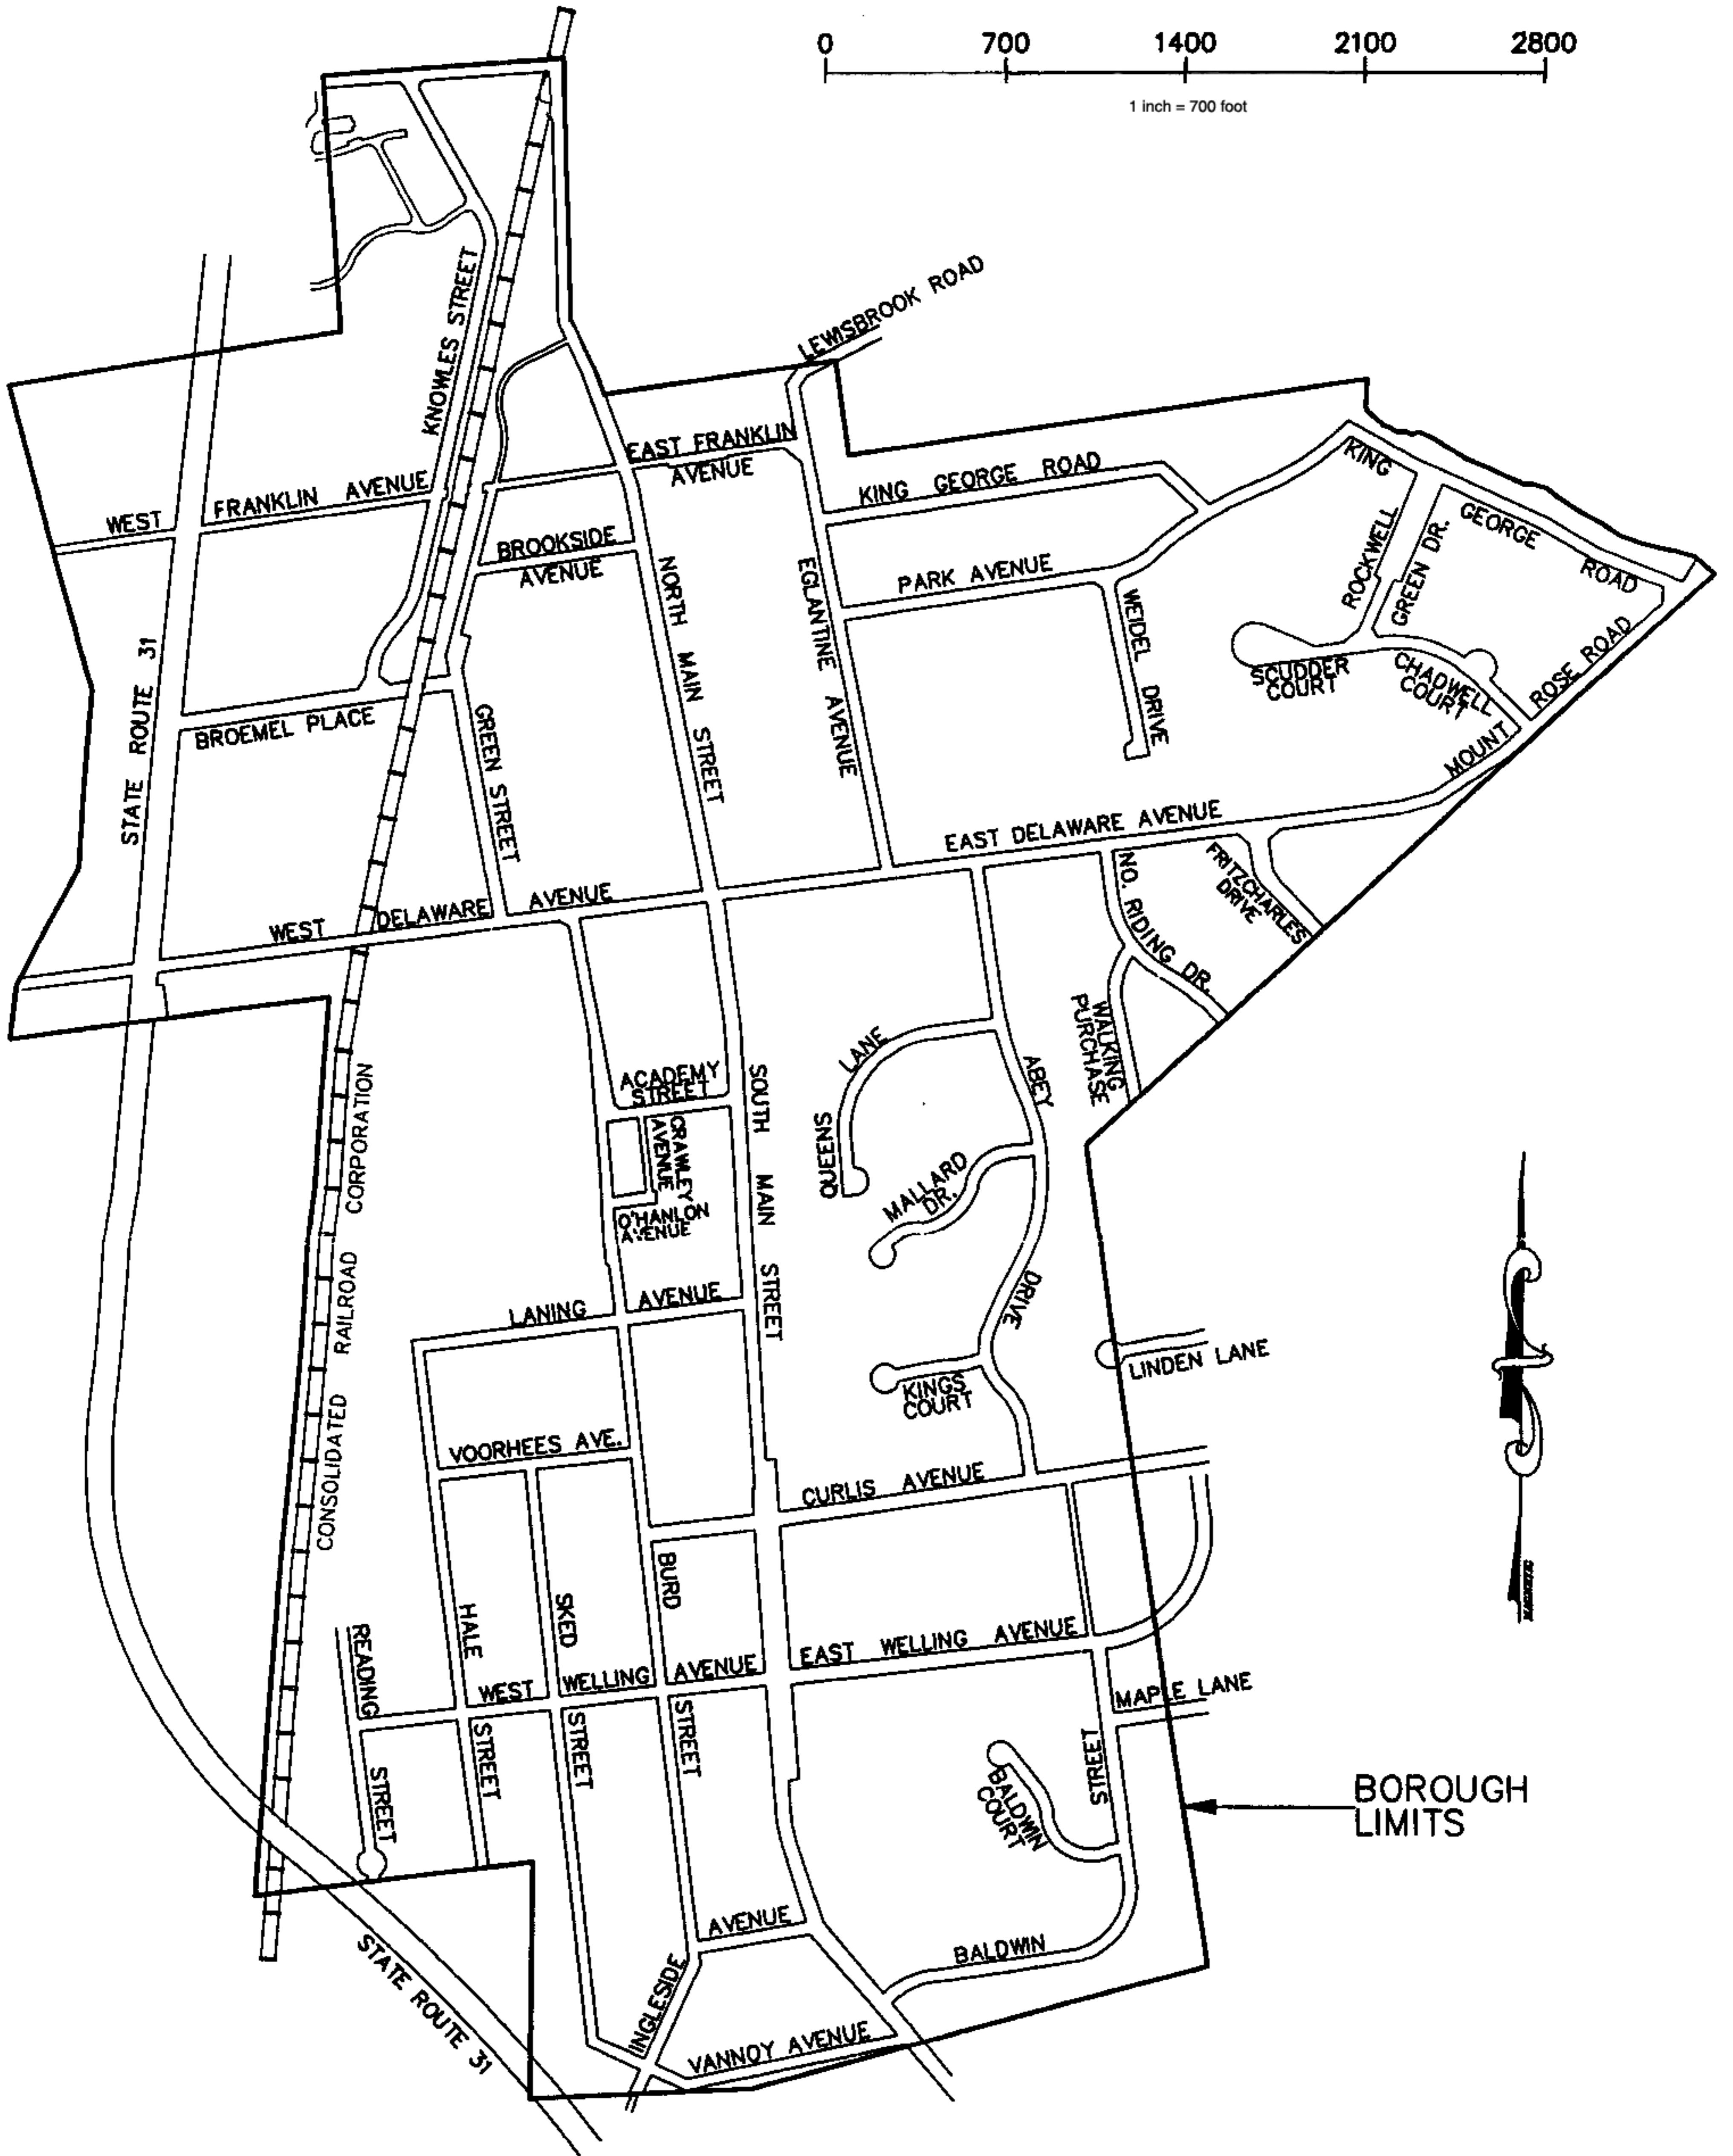 0 700 1400 2100 2800
1 inch = 700 foot
LEWISBROOK ROAD
KNOWLES STREET
EAST FRANKLIN
AVENUE
WEST FRANKLIN AVENUE
KING GEORGE ROAD
KING GEORGE ROAD
ROCKWELL
GREEN DR.
BROOKSIDE
AVENUE
PARK AVENUE
NORTH MAIN STREET
EGLANTINE AVENUE
WEIDEL DRIVE
STATE ROUTE 31
SCUDDER
COURT
CHADWELL
COURT
MOUNT ROSE ROAD
BROEMEL PLACE
GREEN STREET
EAST DELAWARE AVENUE
WEST DELAWARE AVENUE
NO. RIDING DR.
FRITZCHARLES
DRIVE
WALKING
PURCHASE
QUEENS LANE
ABEY DRIVE
ACADEMY
STREET
CRAWLEY
AVENUE
O'HANLON
AVENUE
SOUTH MAIN STREET
MALLARD
DR.
CONSOLIDATED RAILROAD CORPORATION
LANING AVENUE
LINDEN LANE
KINGS
COURT
VOORHEES AVE.
CURLIS AVENUE
HALE STREET
SKED STREET
BURD STREET
READING STREET
WEST WELLING AVENUE
EAST WELLING AVENUE
MAPLE LANE
BALDWIN
COURT
BALDWIN STREET
BOROUGH
LIMITS
INGLESIDE AVENUE
VANNOY AVENUE
STATE ROUTE 31